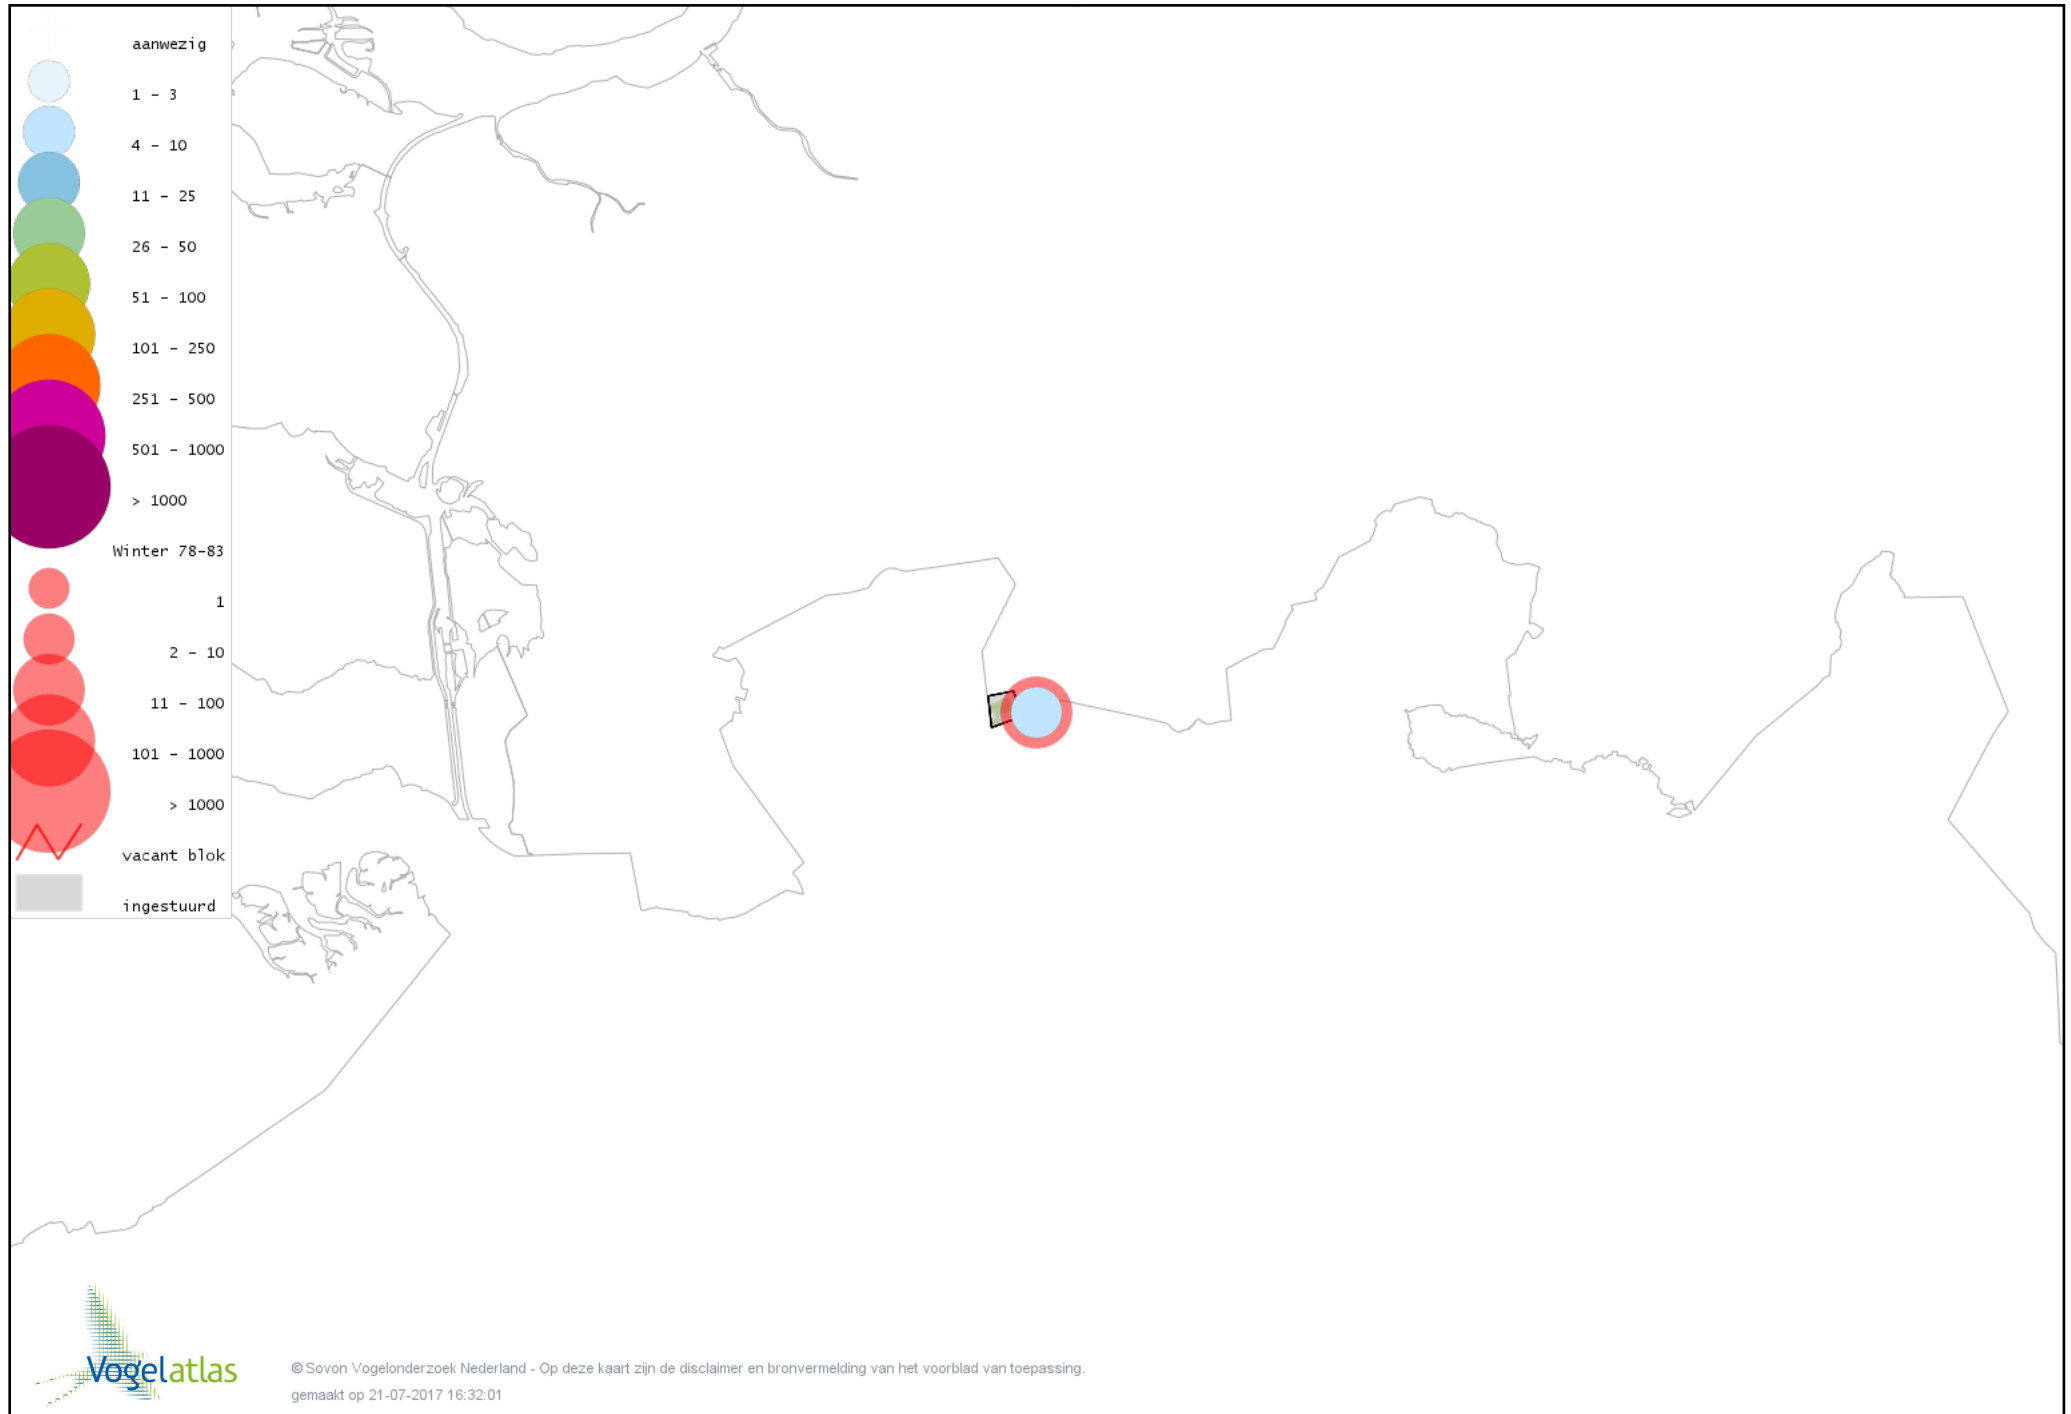 aanwezig
1 - 3
4 - 10
11 - 25
26 - 50
51 - 100
101 - 250
251 - 500
501 - 1000
> 1000
Winter 78-83
1
2 - 10
11 - 100
101 - 1000
> 1000
vacant blok
ingestuurd
Vogelatlas
© Sovon Vogelonderzoek Nederland - Op deze kaart zijn de disclaimer en bronvermelding van het voorblad van toepassing.
gemaakt op 21-07-2017 16:32:01